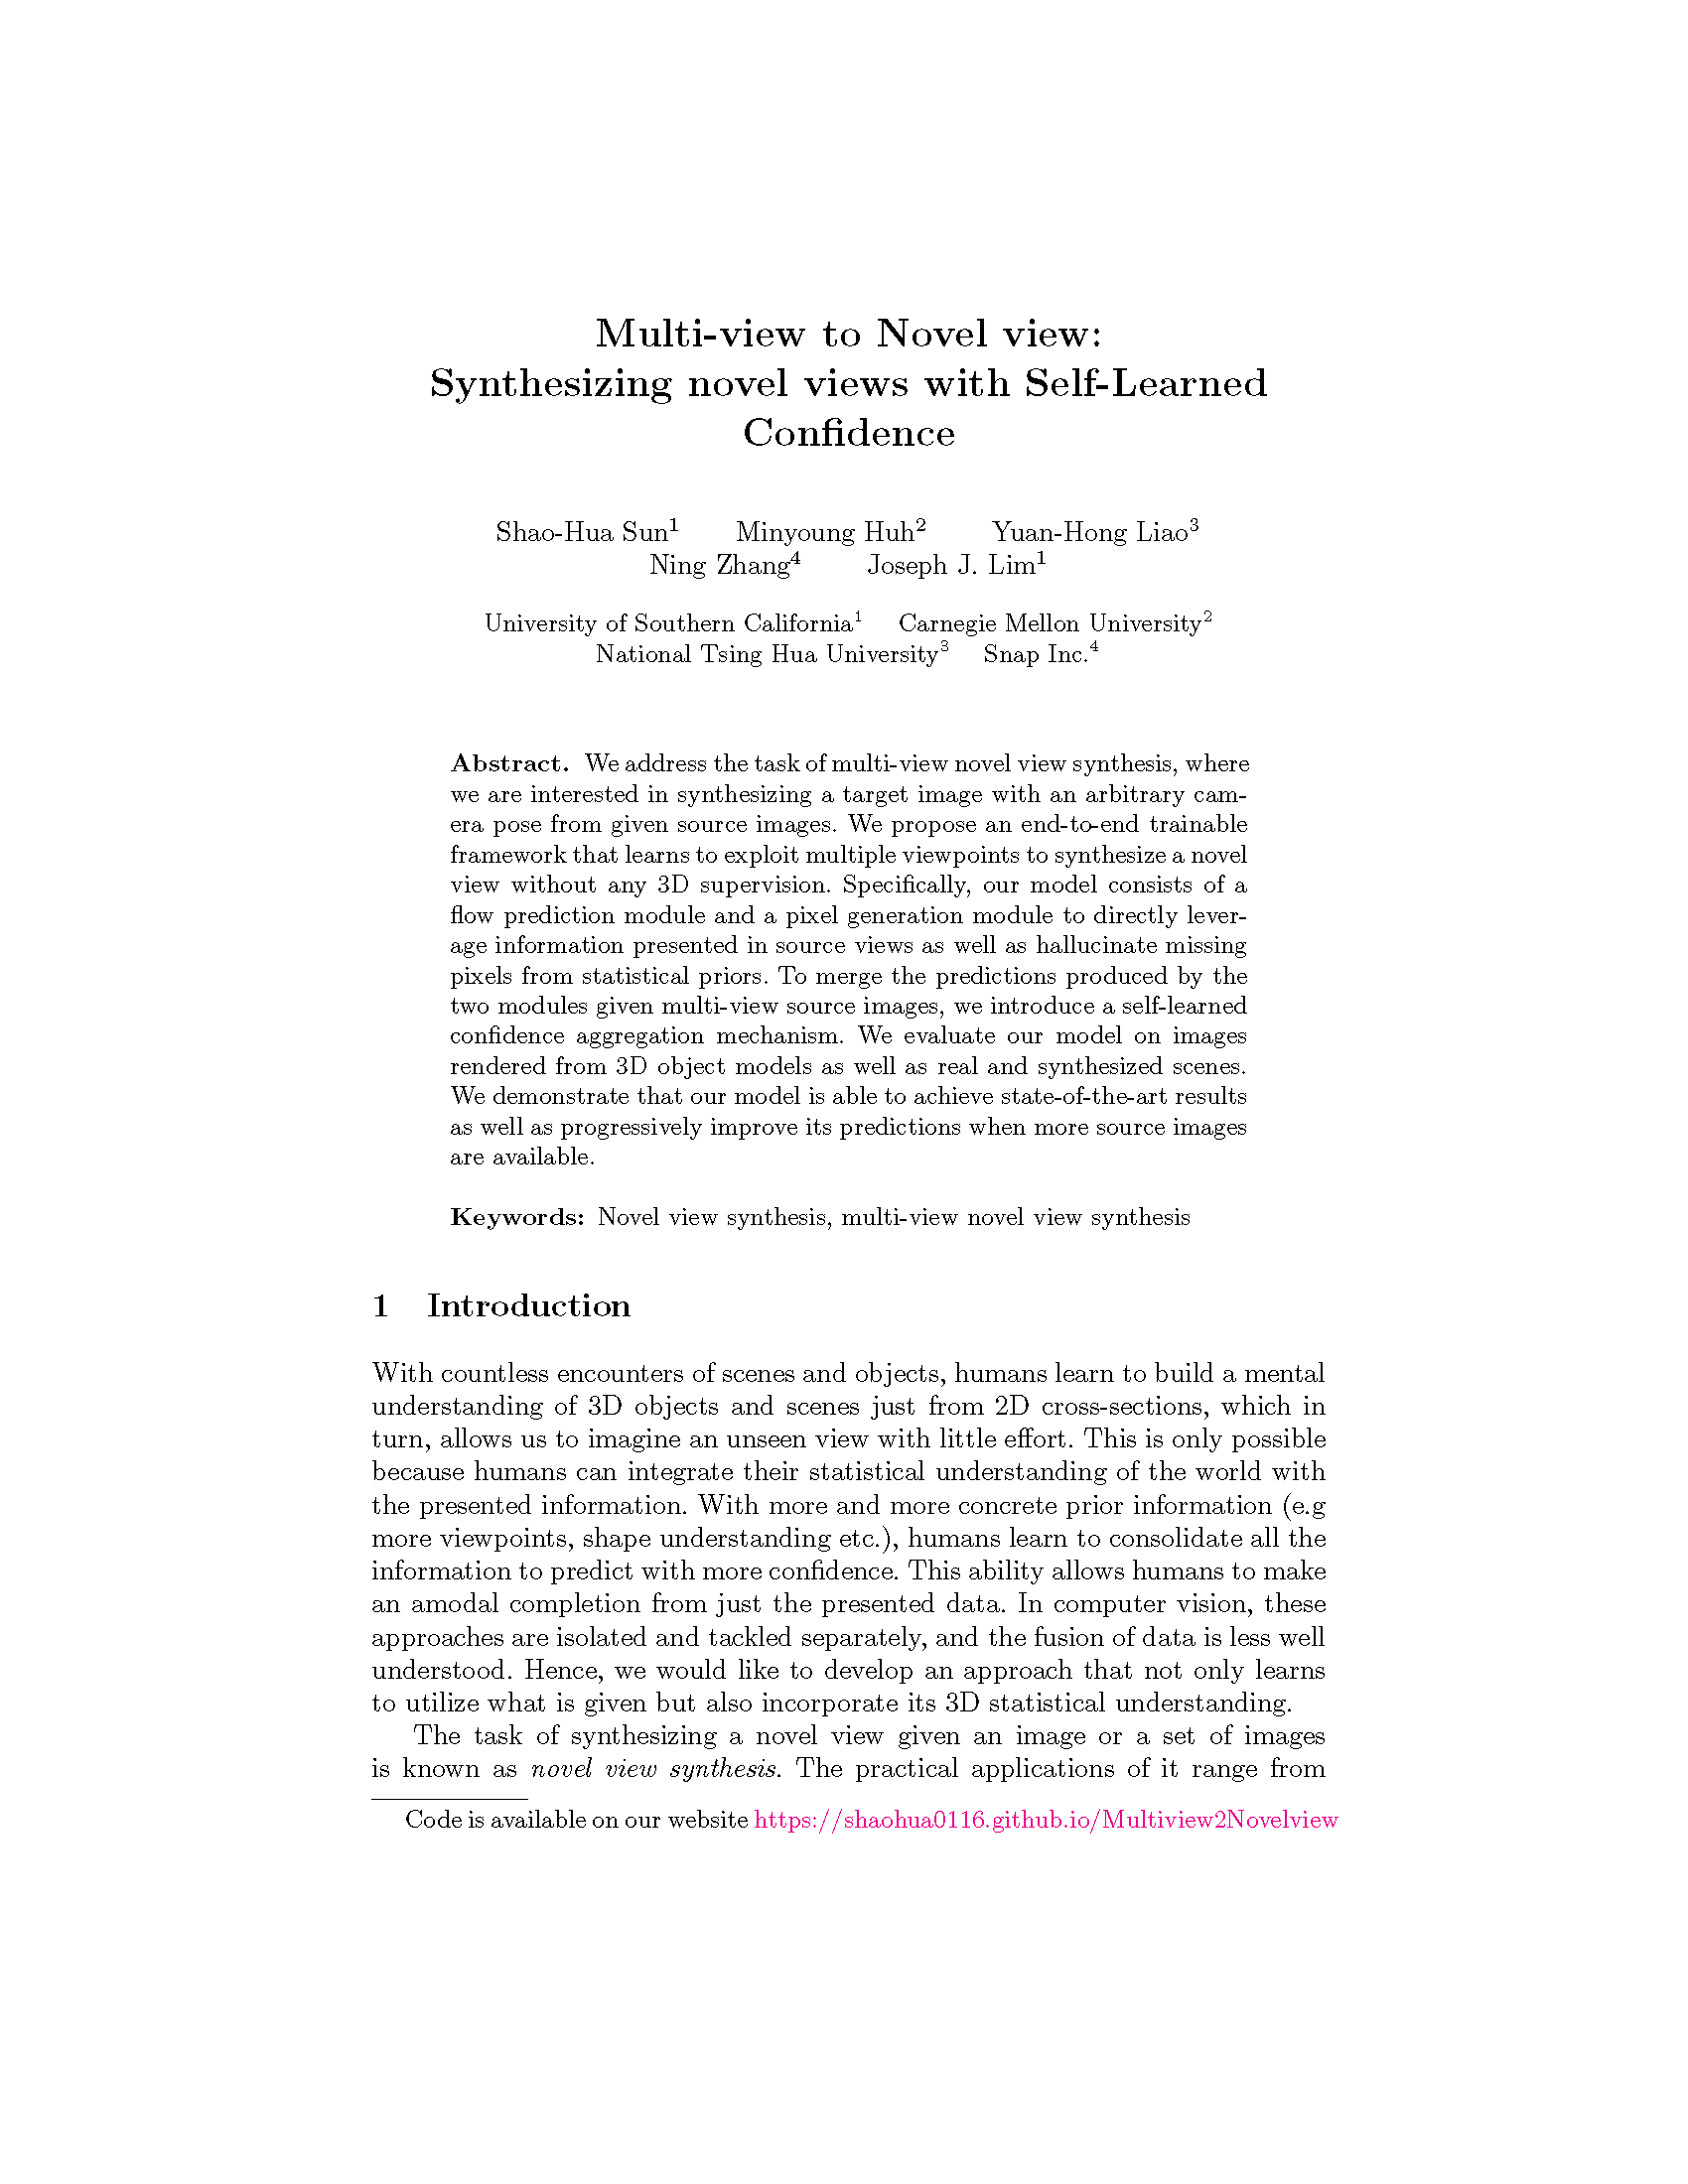 Multi-view to Novel view:
Synthesizing novel views with Self-Learned
Confidence
Shao-Hua Sun1 Minyoung Huh2 Yuan-Hong Liao3
Ning Zhang4 Joseph J. Lim1
University of Southern California1 Carnegie Mellon University2
National Tsing Hua University3 Snap Inc.4
Abstract. We address the task of multi-view novel view synthesis, where
we are interested in synthesizing a target image with an arbitrary cam-
era pose from given source images. We propose an end-to-end trainable
framework that learns to exploit multiple viewpoints to synthesize a novel
view without any 3D supervision. Specifically, our model consists of a
flow prediction module and a pixel generation module to directly lever-
age information presented in source views as well as hallucinate missing
pixels from statistical priors. To merge the predictions produced by the
two modules given multi-view source images, we introduce a self-learned
confidence aggregation mechanism. We evaluate our model on images
rendered from 3D object models as well as real and synthesized scenes.
We demonstrate that our model is able to achieve state-of-the-art results
as well as progressively improve its predictions when more source images
are available.
Keywords: Novel view synthesis, multi-view novel view synthesis
1 Introduction
With countless encounters of scenes and objects, humans learn to build a mental
understanding of 3D objects and scenes just from 2D cross-sections, which in
turn, allows us to imagine an unseen view with little effort. This is only possible
because humans can integrate their statistical understanding of the world with
the presented information. With more and more concrete prior information (e.g
more viewpoints, shape understanding etc.), humans learn to consolidate all the
information to predict with more confidence. This ability allows humans to make
an amodal completion from just the presented data. In computer vision, these
approaches are isolated and tackled separately, and the fusion of data is less well
understood. Hence, we would like to develop an approach that not only learns
to utilize what is given but also incorporate its 3D statistical understanding.
The task of synthesizing a novel view given an image or a set of images
is known as novel view synthesis. The practical applications of it range from
Code is available on our website https://shaohua0116.github.io/Multiview2Novelview